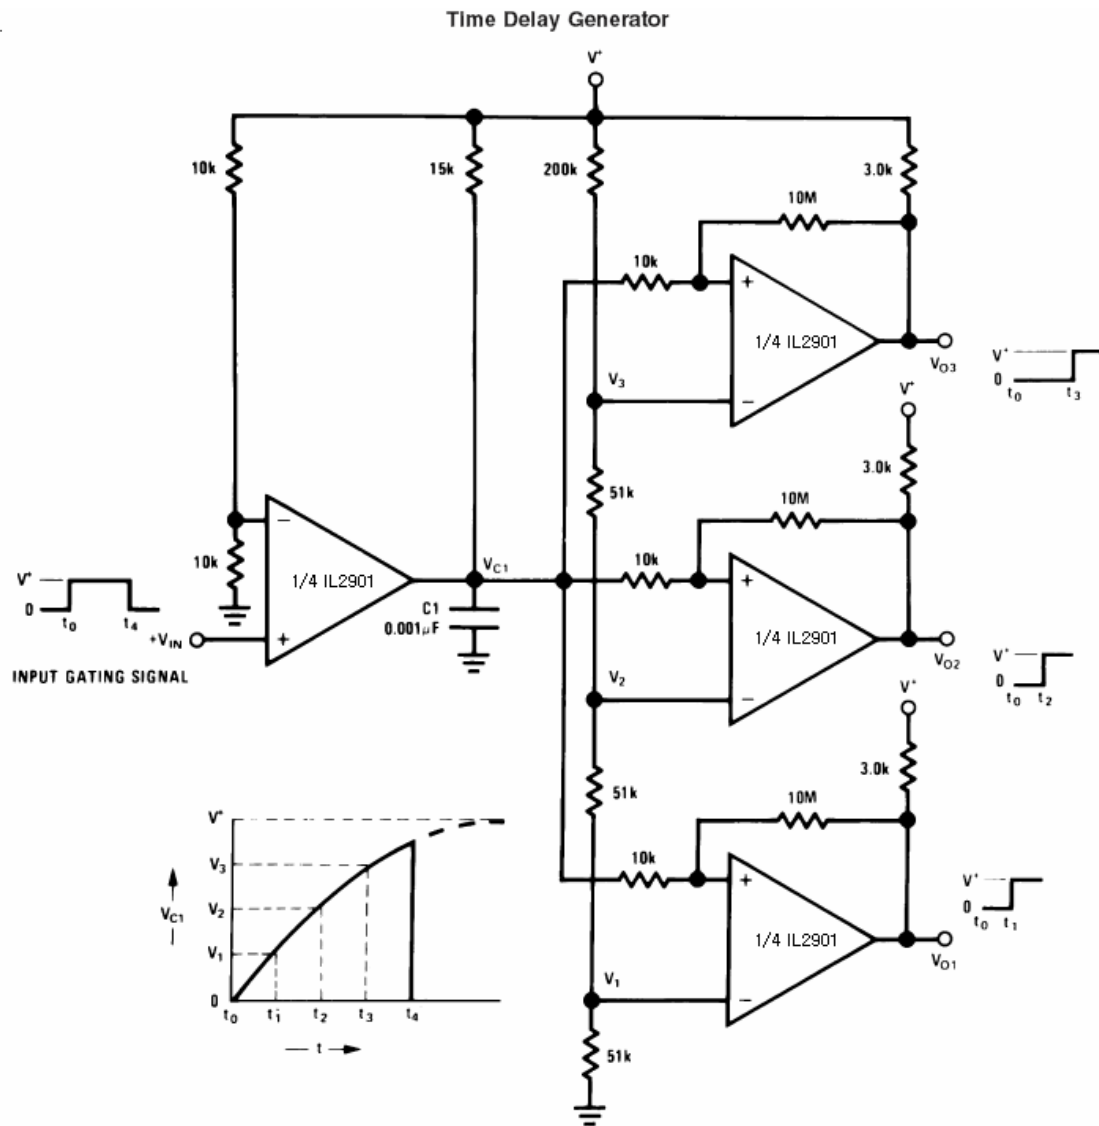 Time Delay Generator
V+
10k
15k
200k
3.0k
10M
10k
+
1/4 IL2901
V3
−
VO3
V+
0
t0
t3
V+
3.0k
51k
10M
−
10k
1/4 IL2901
VC1
10k
+
1/4 IL2901
V+
0
t0
t4
C1
0.001μF
+VIN
+
INPUT GATING SIGNAL
V2
−
VO2
V+
0
t0
t2
V+
3.0k
51k
10M
10k
+
1/4 IL2901
V1
−
VO1
V+
0
t0
t1
51k
V+
V3
V2
V1
0
VC1
t0
t1
t2
t3
t4
t